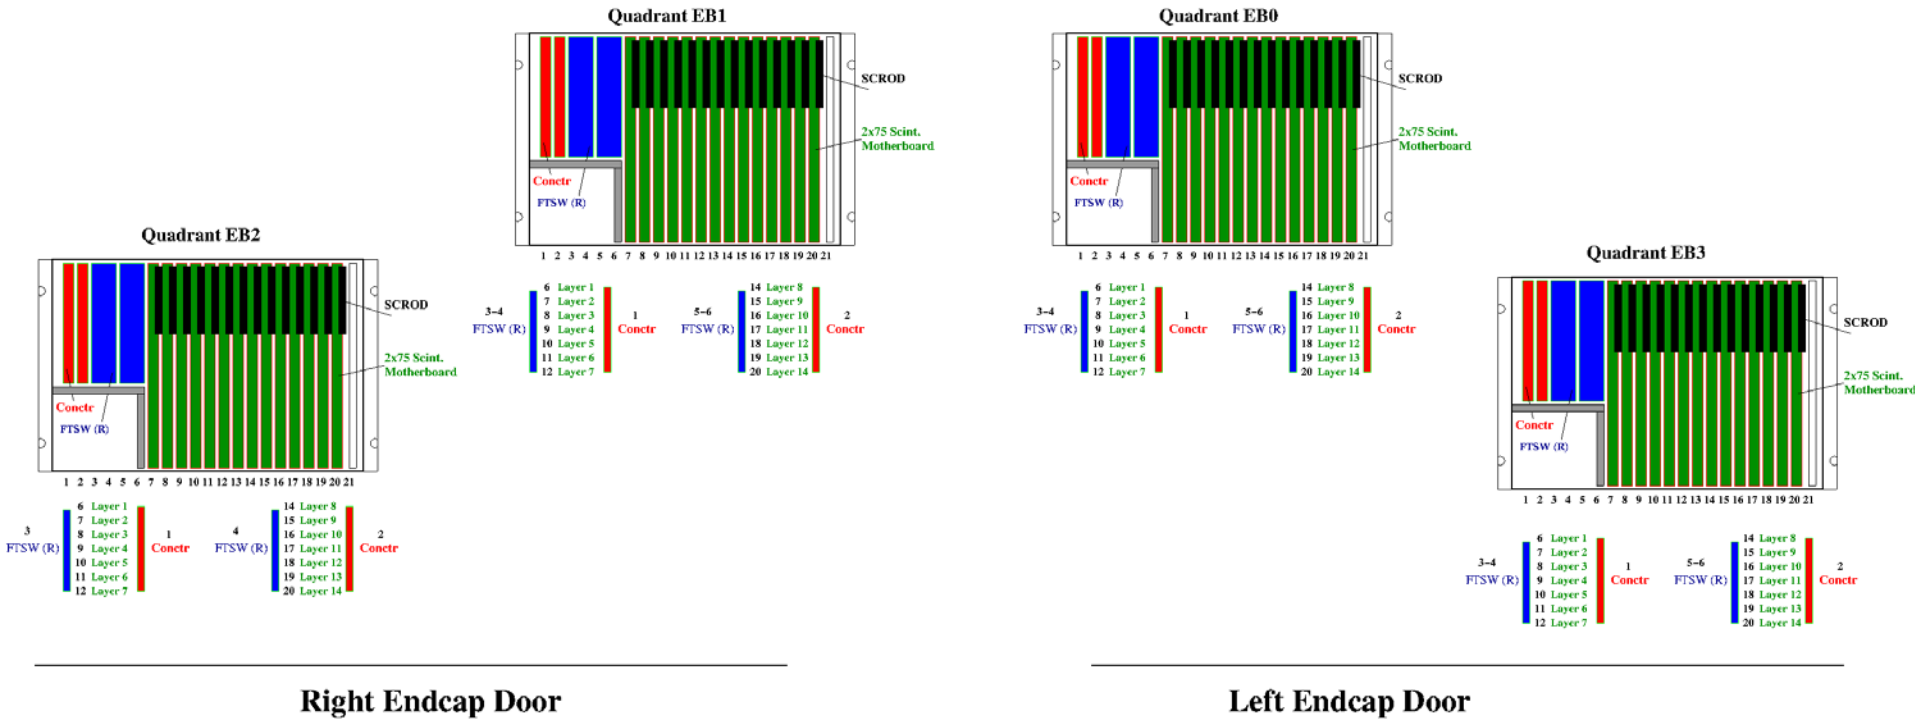 Quadrant EB1
SCROD
2x75 Scint.
Motherboard
Conctr
FTSW (R)
1 2 3 4 5 6 7 8 9 10 11 12 13 14 15 16 17 18 19 20 21
3-4
FTSW (R)
6 Layer 1
7 Layer 2
8 Layer 3
9 Layer 4
10 Layer 5
11 Layer 6
12 Layer 7
1
Conctr
5-6
FTSW (R)
14 Layer 8
15 Layer 9
16 Layer 10
17 Layer 11
18 Layer 12
19 Layer 13
20 Layer 14
2
Conctr
Quadrant EB0
SCROD
2x75 Scint.
Motherboard
Conctr
FTSW (R)
1 2 3 4 5 6 7 8 9 10 11 12 13 14 15 16 17 18 19 20 21
3-4
FTSW (R)
6 Layer 1
7 Layer 2
8 Layer 3
9 Layer 4
10 Layer 5
11 Layer 6
12 Layer 7
1
Conctr
5-6
FTSW (R)
14 Layer 8
15 Layer 9
16 Layer 10
17 Layer 11
18 Layer 12
19 Layer 13
20 Layer 14
2
Conctr
Quadrant EB2
SCROD
2x75 Scint.
Motherboard
Conctr
FTSW (R)
1 2 3 4 5 6 7 8 9 10 11 12 13 14 15 16 17 18 19 20 21
3
FTSW (R)
6 Layer 1
7 Layer 2
8 Layer 3
9 Layer 4
10 Layer 5
11 Layer 6
12 Layer 7
1
Conctr
4
FTSW (R)
14 Layer 8
15 Layer 9
16 Layer 10
17 Layer 11
18 Layer 12
19 Layer 13
20 Layer 14
2
Conctr
Quadrant EB3
SCROD
2x75 Scint.
Motherboard
Conctr
FTSW (R)
1 2 3 4 5 6 7 8 9 10 11 12 13 14 15 16 17 18 19 20 21
3-4
FTSW (R)
6 Layer 1
7 Layer 2
8 Layer 3
9 Layer 4
10 Layer 5
11 Layer 6
12 Layer 7
1
Conctr
5-6
FTSW (R)
14 Layer 8
15 Layer 9
16 Layer 10
17 Layer 11
18 Layer 12
19 Layer 13
20 Layer 14
2
Conctr
Right Endcap Door
Left Endcap Door